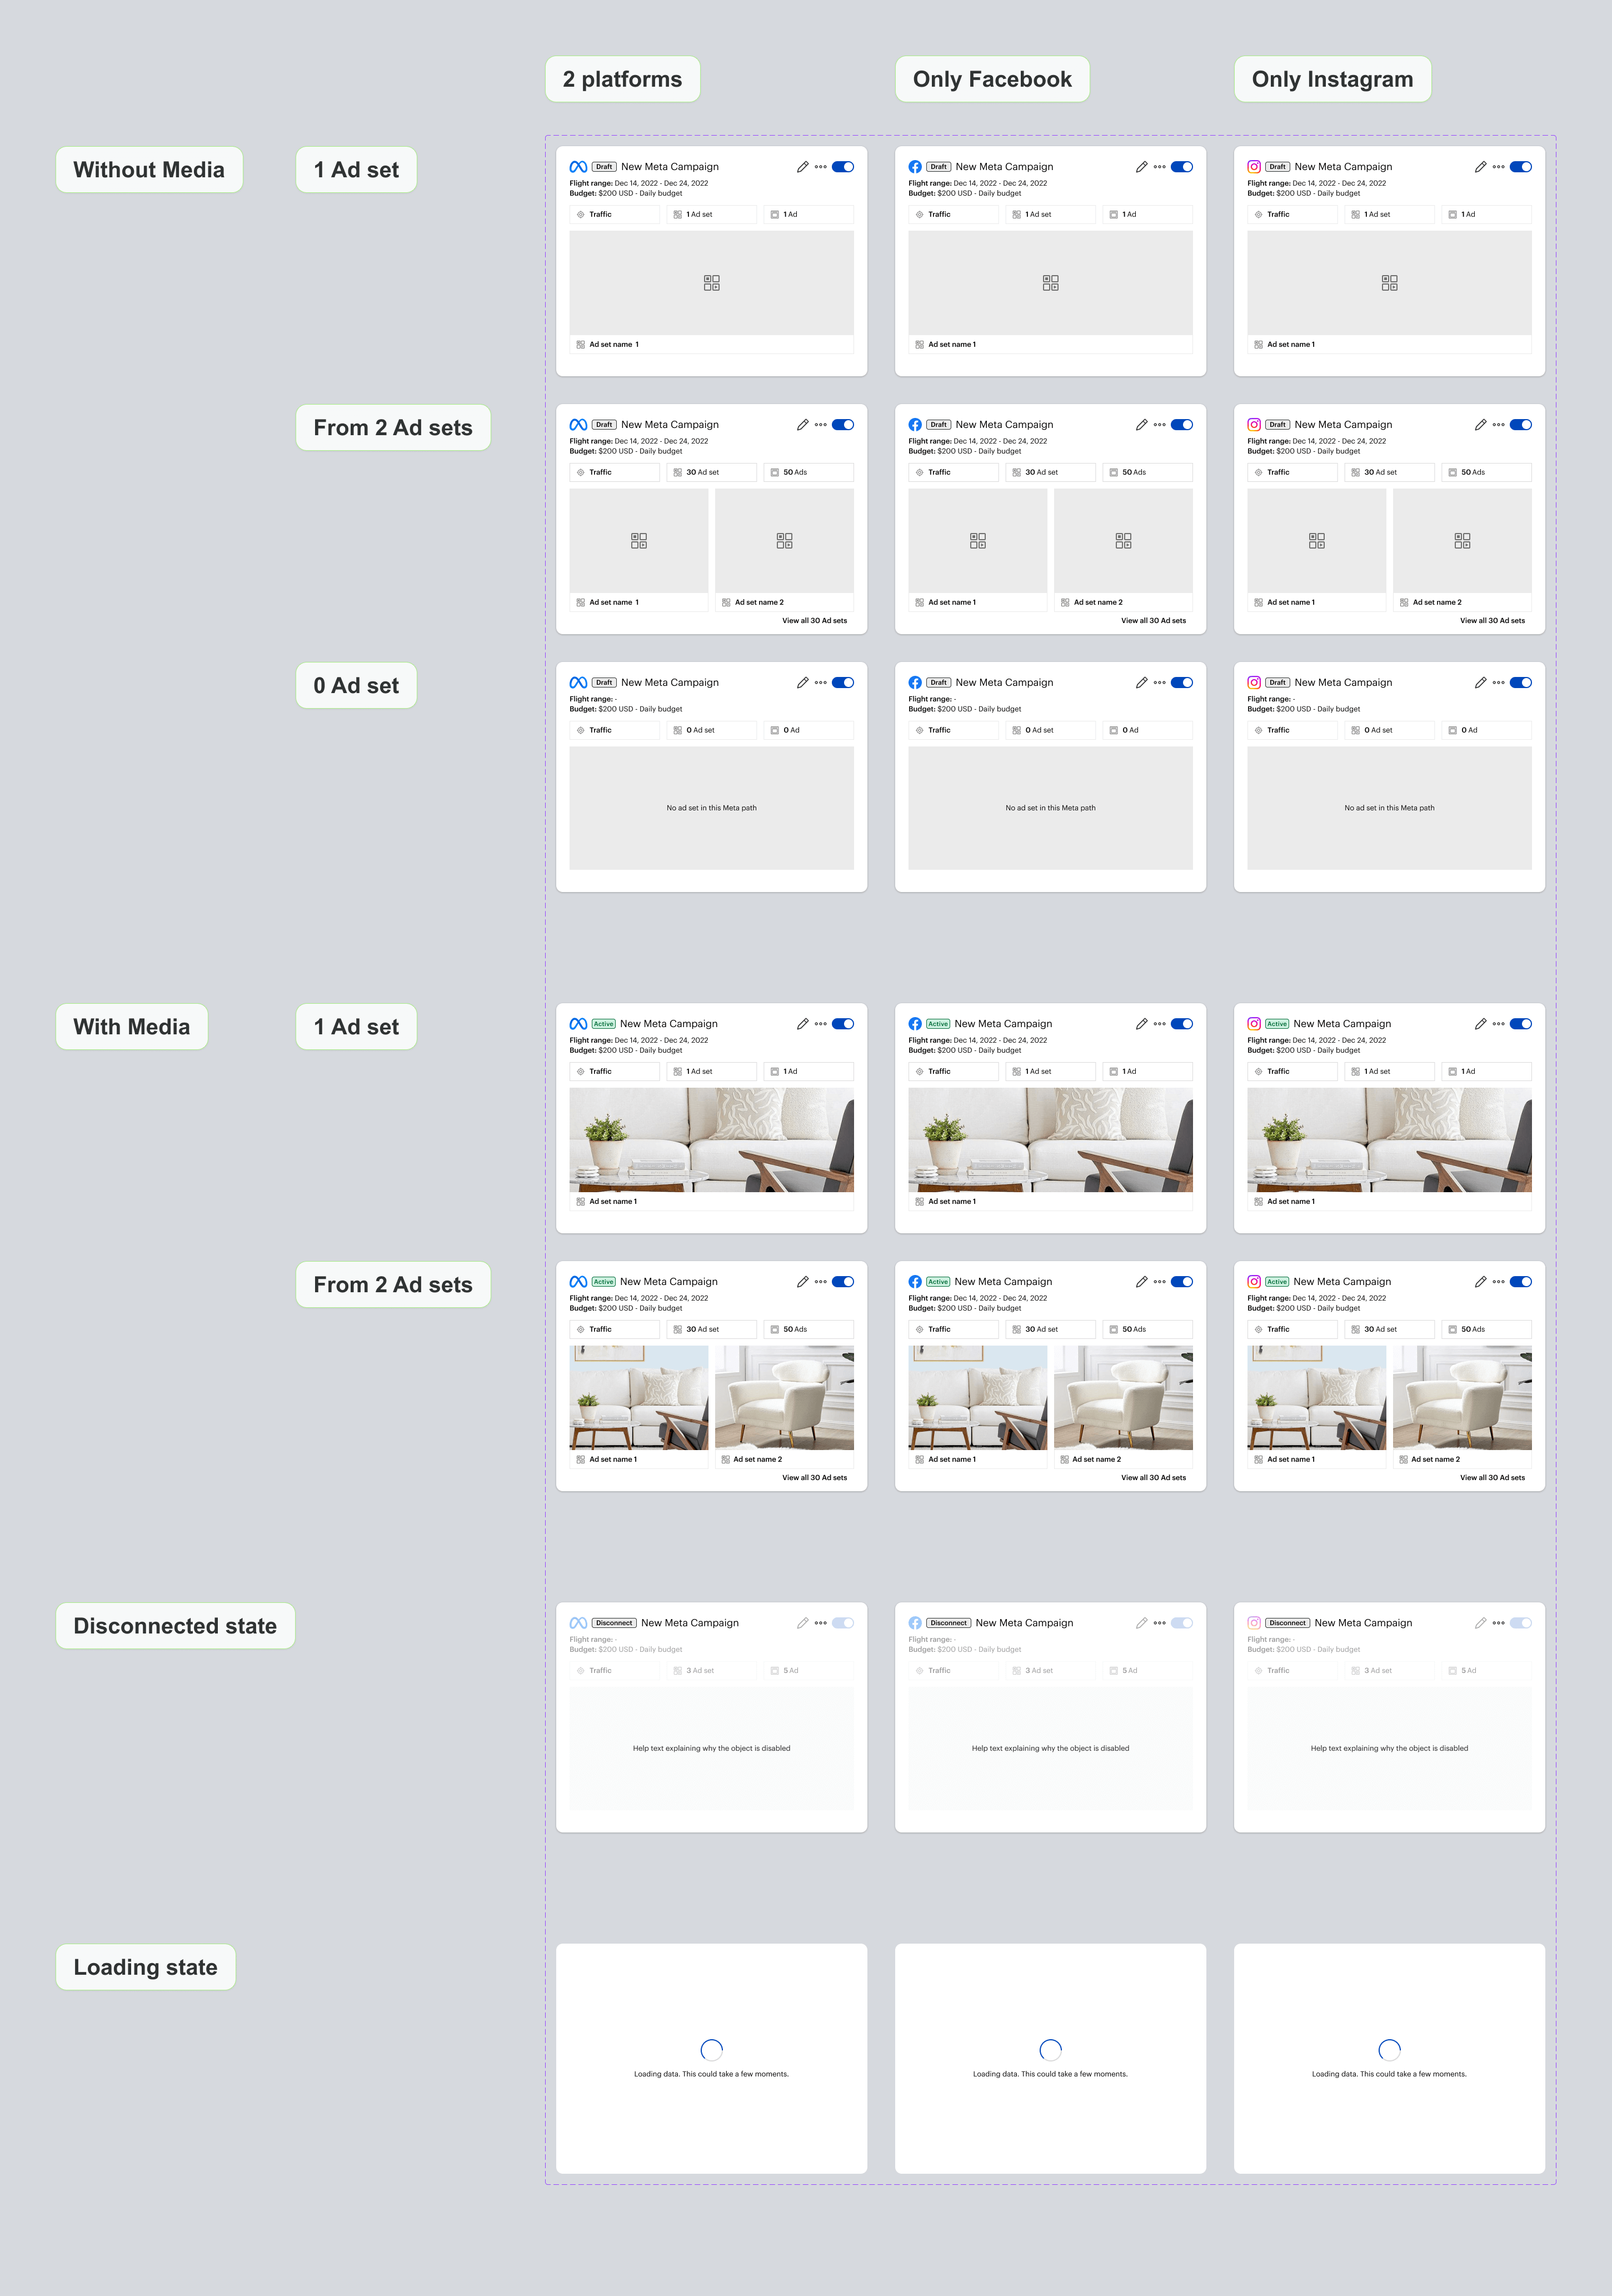 2 platforms
Only Facebook
Only Instagram
Without Media
1 Ad set
Draft New Meta Campaign
Flight range: Dec 14, 2022 - Dec 24, 2022
Budget: $200 USD - Daily budget
Traffic
1 Ad set
1 Ad
Ad set name 1
Draft New Meta Campaign
Flight range: Dec 14, 2022 - Dec 24, 2022
Budget: $200 USD - Daily budget
Traffic
1 Ad set
1 Ad
Ad set name 1
Draft New Meta Campaign
Flight range: Dec 14, 2022 - Dec 24, 2022
Budget: $200 USD - Daily budget
Traffic
1 Ad set
1 Ad
Ad set name 1
From 2 Ad sets
Draft New Meta Campaign
Flight range: Dec 14, 2022 - Dec 24, 2022
Budget: $200 USD - Daily budget
Traffic
30 Ad set
50 Ads
Ad set name 1
Ad set name 2
View all 30 Ad sets
Draft New Meta Campaign
Flight range: Dec 14, 2022 - Dec 24, 2022
Budget: $200 USD - Daily budget
Traffic
30 Ad set
50 Ads
Ad set name 1
Ad set name 2
View all 30 Ad sets
Draft New Meta Campaign
Flight range: Dec 14, 2022 - Dec 24, 2022
Budget: $200 USD - Daily budget
Traffic
30 Ad set
50 Ads
Ad set name 1
Ad set name 2
View all 30 Ad sets
0 Ad set
Draft New Meta Campaign
Flight range: -
Budget: $200 USD - Daily budget
Traffic
0 Ad set
0 Ad
No ad set in this Meta path
Draft New Meta Campaign
Flight range: -
Budget: $200 USD - Daily budget
Traffic
0 Ad set
0 Ad
No ad set in this Meta path
Draft New Meta Campaign
Flight range: -
Budget: $200 USD - Daily budget
Traffic
0 Ad set
0 Ad
No ad set in this Meta path
With Media
1 Ad set
Active New Meta Campaign
Flight range: Dec 14, 2022 - Dec 24, 2022
Budget: $200 USD - Daily budget
Traffic
1 Ad set
1 Ad
Ad set name 1
Active New Meta Campaign
Flight range: Dec 14, 2022 - Dec 24, 2022
Budget: $200 USD - Daily budget
Traffic
1 Ad set
1 Ad
Ad set name 1
Active New Meta Campaign
Flight range: Dec 14, 2022 - Dec 24, 2022
Budget: $200 USD - Daily budget
Traffic
1 Ad set
1 Ad
Ad set name 1
From 2 Ad sets
Active New Meta Campaign
Flight range: Dec 14, 2022 - Dec 24, 2022
Budget: $200 USD - Daily budget
Traffic
30 Ad set
50 Ads
Ad set name 1
Ad set name 2
View all 30 Ad sets
Active New Meta Campaign
Flight range: Dec 14, 2022 - Dec 24, 2022
Budget: $200 USD - Daily budget
Traffic
30 Ad set
50 Ads
Ad set name 1
Ad set name 2
View all 30 Ad sets
Active New Meta Campaign
Flight range: Dec 14, 2022 - Dec 24, 2022
Budget: $200 USD - Daily budget
Traffic
30 Ad set
50 Ads
Ad set name 1
Ad set name 2
View all 30 Ad sets
Disconnected state
Disconnect New Meta Campaign
Flight range: -
Budget: $200 USD - Daily budget
Traffic
3 Ad set
5 Ad
Help text explaining why the object is disabled
Disconnect New Meta Campaign
Flight range: -
Budget: $200 USD - Daily budget
Traffic
3 Ad set
5 Ad
Help text explaining why the object is disabled
Disconnect New Meta Campaign
Flight range: -
Budget: $200 USD - Daily budget
Traffic
3 Ad set
5 Ad
Help text explaining why the object is disabled
Loading state
Loading data. This could take a few moments.
Loading data. This could take a few moments.
Loading data. This could take a few moments.